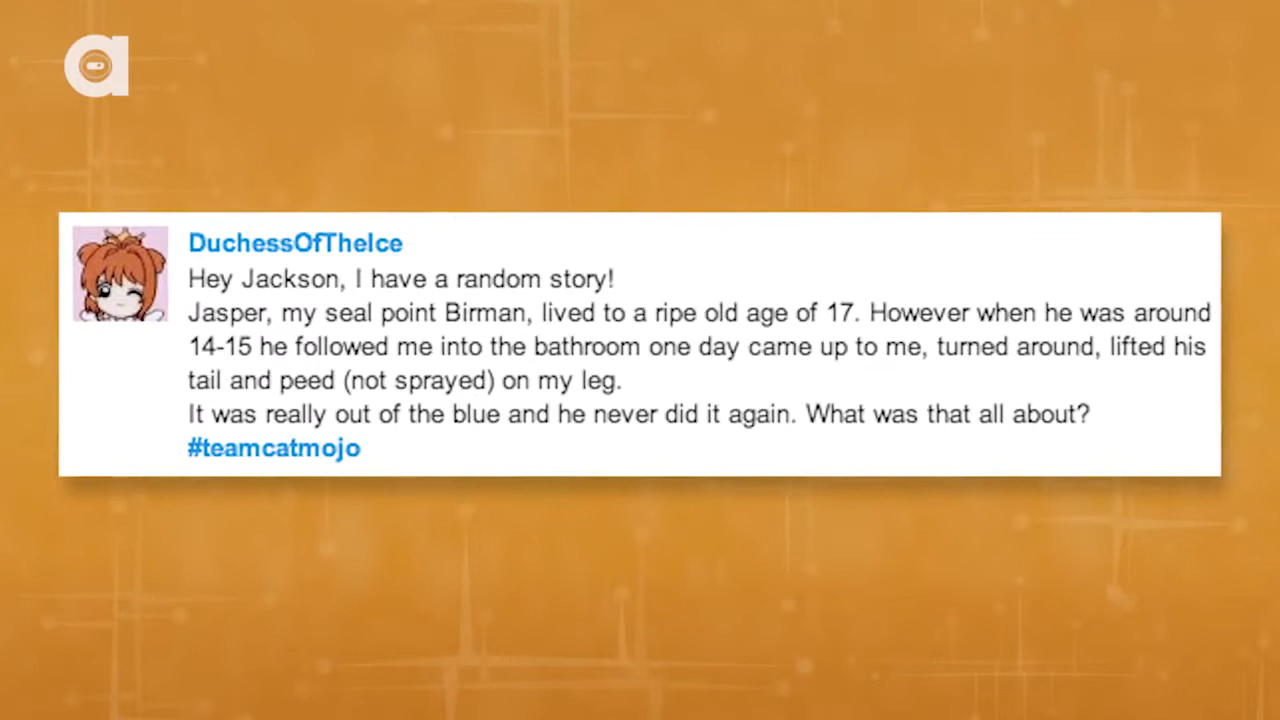 a
DuchessOfTheIce
Hey Jackson, I have a random story!
Jasper, my seal point Birman, lived to a ripe old age of 17. However when he was around
14-15 he followed me into the bathroom one day came up to me, turned around, lifted his
tail and peed (not sprayed) on my leg.
It was really out of the blue and he never did it again. What was that all about?
#teamcatmojo